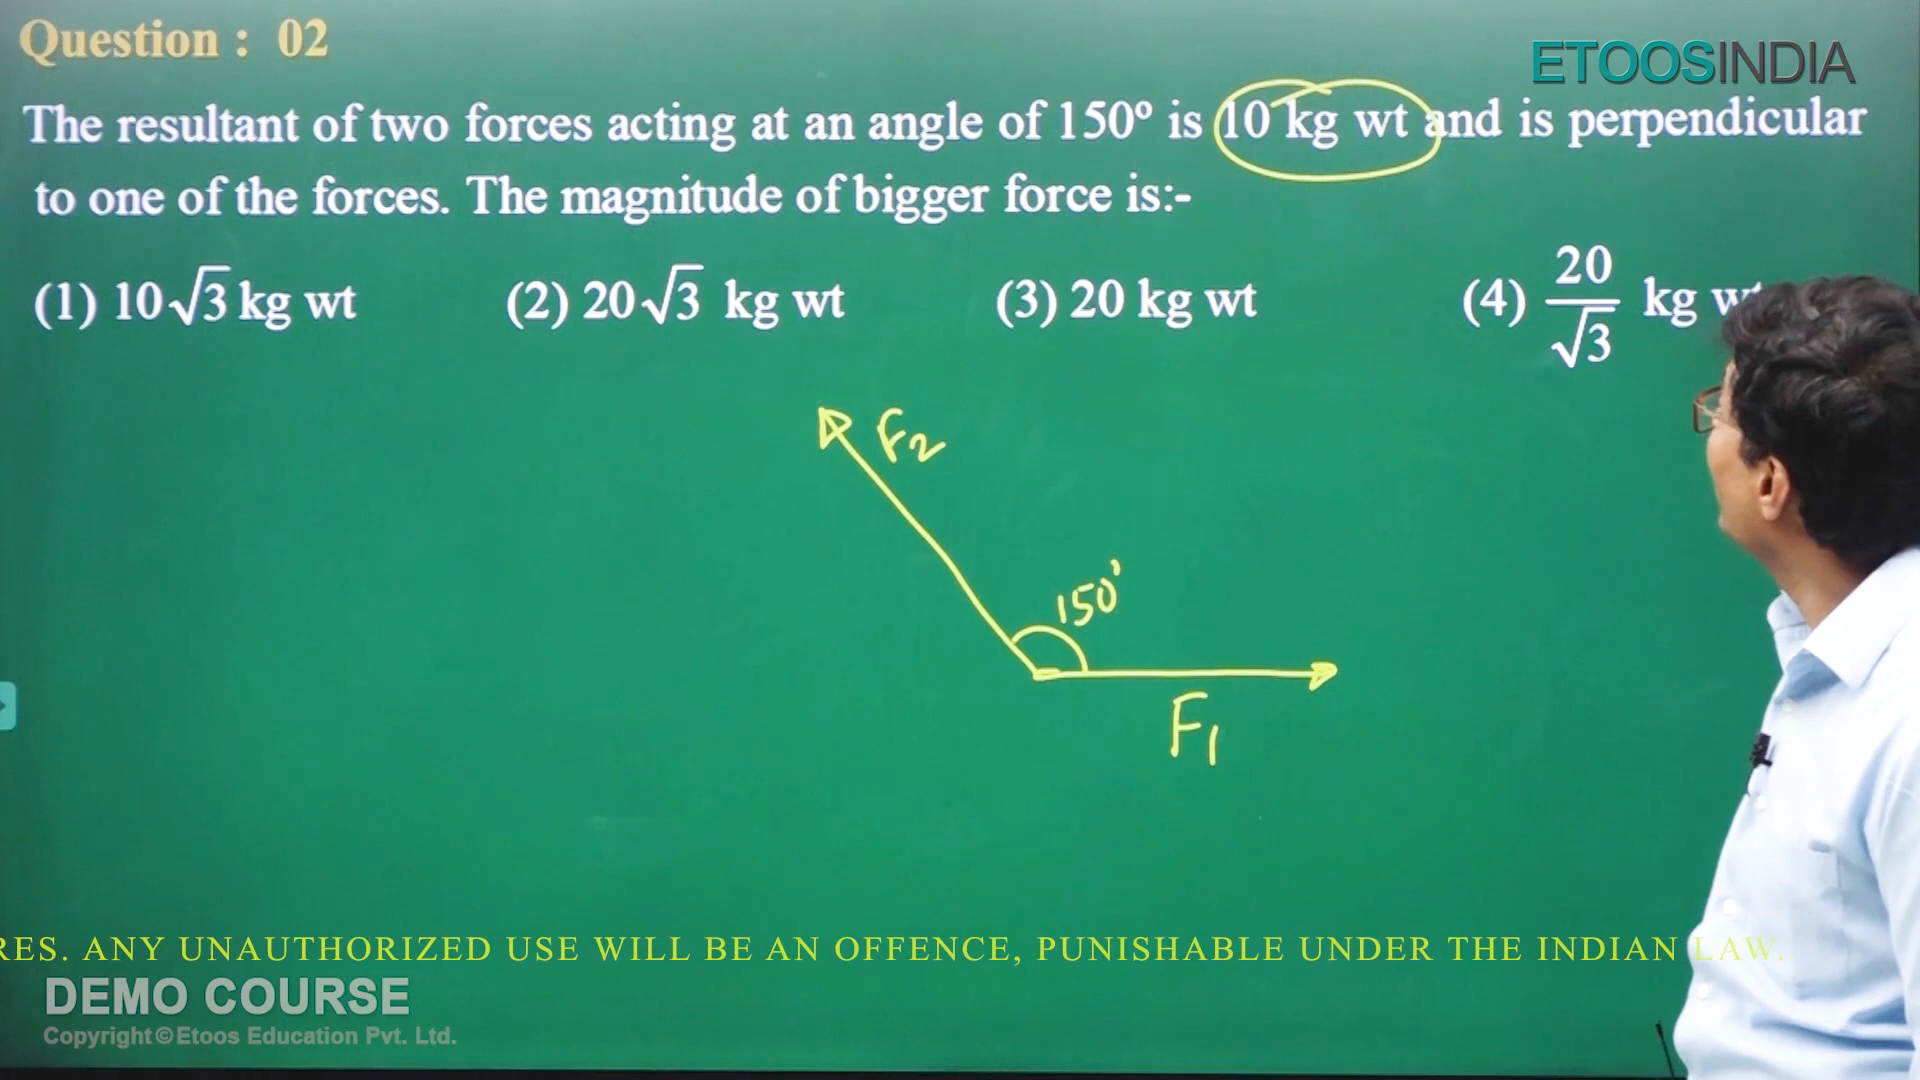 Question : 02
ETOOSINDIA
The resultant of two forces acting at an angle of 150º is 10 kg wt and is perpendicular
to one of the forces. The magnitude of bigger force is:-
(1) 10√3 kg wt (2) 20√3 kg wt (3) 20 kg wt (4) 20/√3 kg wt
F2
150°
F1
RES. ANY UNAUTHORIZED USE WILL BE AN OFFENCE, PUNISHABLE UNDER THE INDIAN LAW.
DEMO COURSE
Copyright©Etoos Education Pvt. Ltd.